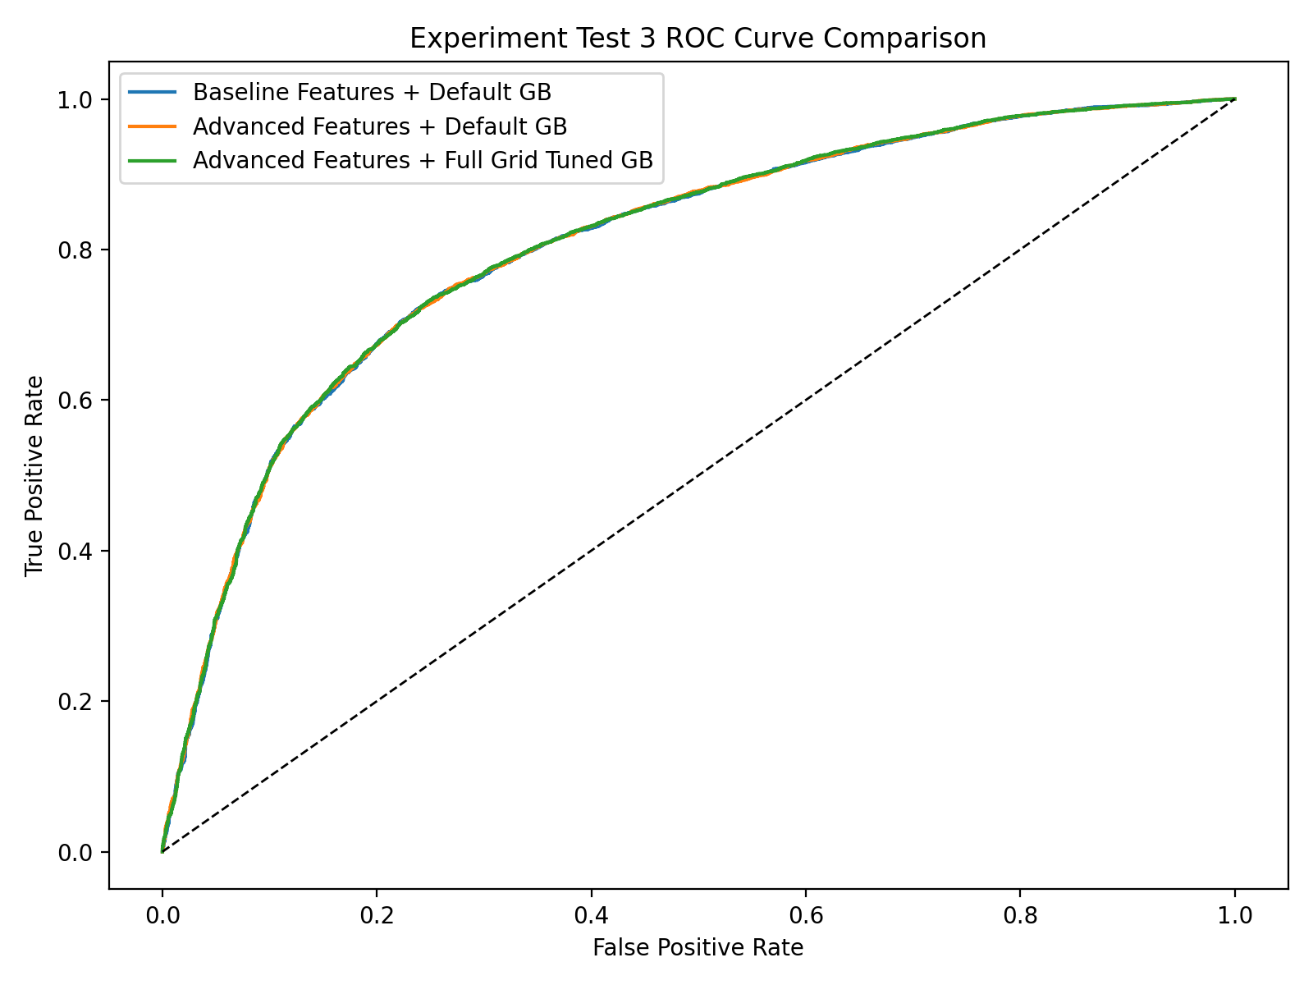 Experiment Test 3 ROC Curve Comparison
Baseline Features + Default GB
Advanced Features + Default GB
Advanced Features + Full Grid Tuned GB
True Positive Rate
1.0
0.8
0.6
0.4
0.2
0.0
0.0 0.2 0.4 0.6 0.8 1.0
False Positive Rate